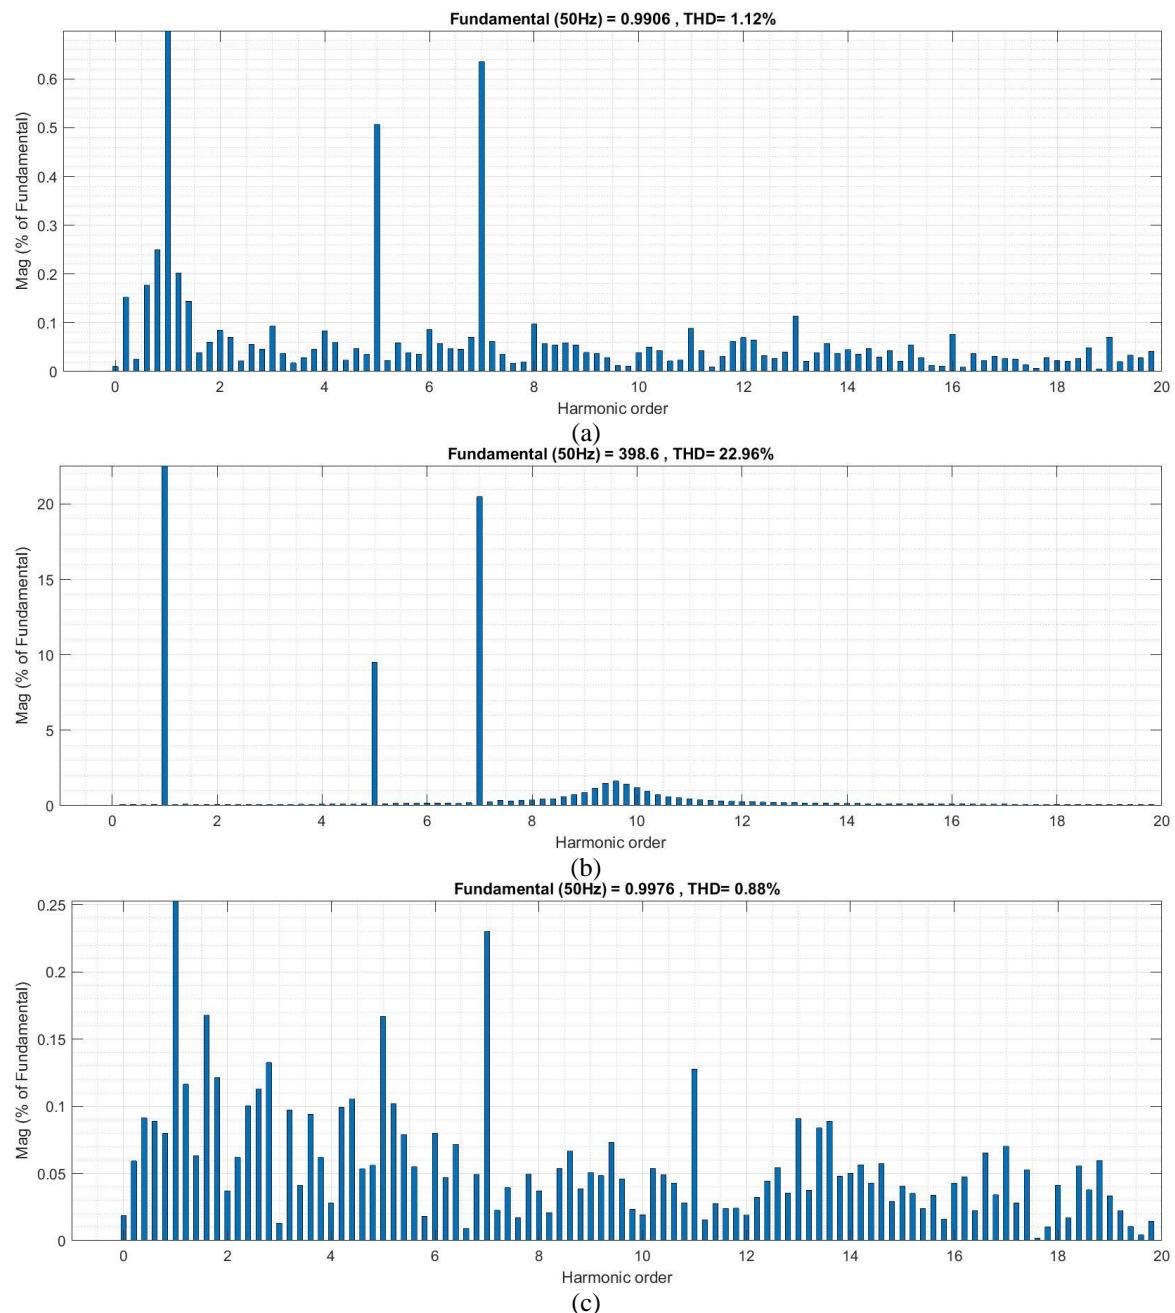 Fundamental (50Hz) = 0.9906 , THD= 1.12%
Mag (% of Fundamental)
0.6
0.5
0.4
0.3
0.2
0.1
0
0 2 4 6 8 10 12 14 16 18 20
Harmonic order
(a)
Fundamental (50Hz) = 398.6 , THD= 22.96%
Mag (% of Fundamental)
20
15
10
5
0
0 2 4 6 8 10 12 14 16 18 20
Harmonic order
(b)
Fundamental (50Hz) = 0.9976 , THD= 0.88%
Mag (% of Fundamental)
0.25
0.2
0.15
0.1
0.05
0
0 2 4 6 8 10 12 14 16 18 20
Harmonic order
(c)